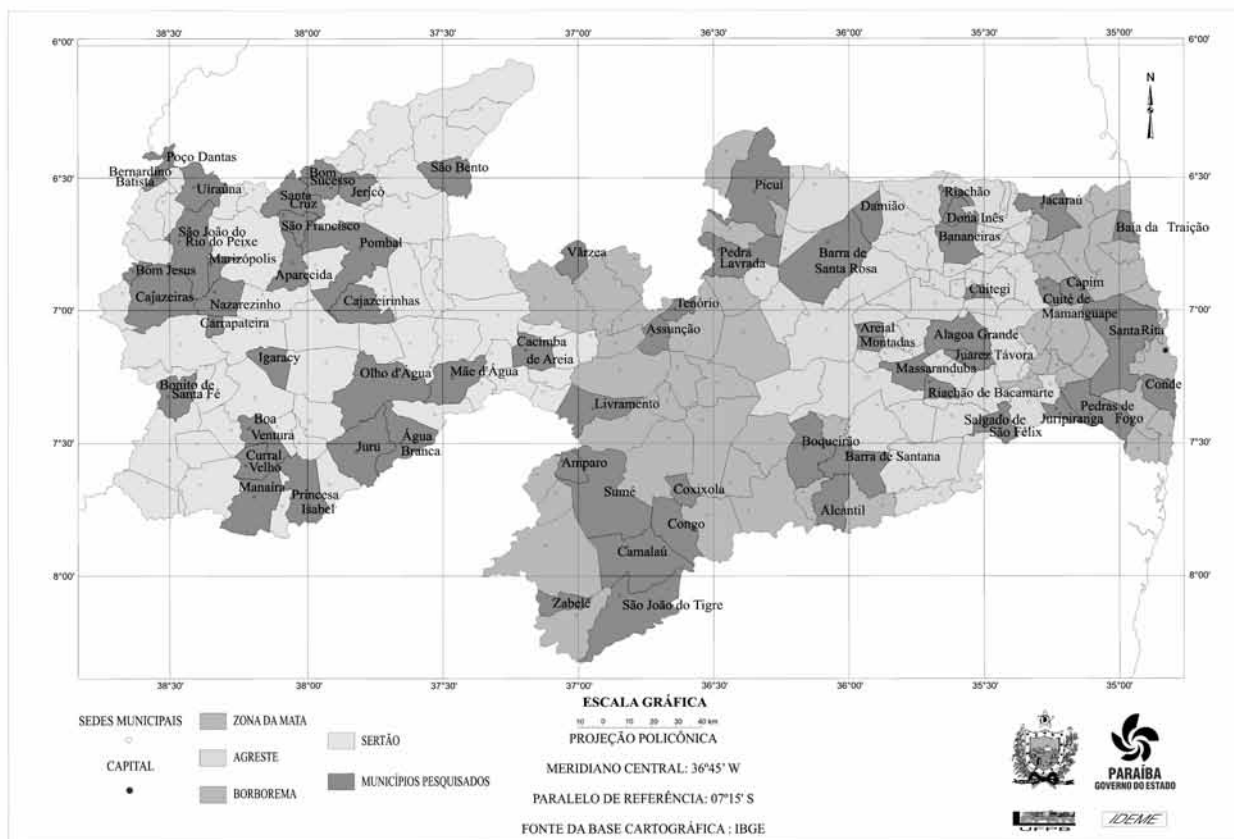 38°30' 38°00' 37°30' 37°00' 36°30' 36°00' 35°30' 35°00'
6°00' 6°00'
N
Poço Dantas
Bernardino
Batista
Uiraúna
Bom
Sucesso
Jericó
Santa
Cruz
São Bento
Picuí
Damião
Riachão
Dona Inês
Bananeiras
Jacaraú
Baía da Traição
6°30' 6°30'
São João do
Rio do Peixe
São Francisco
Pombal
Marizópolis
Bom Jesus
Aparecida
Cajazeiras
Nazarezinho
Cajazeirinhas
Carrapateira
Várzea
Pedra
Lavrada
Barra de
Santa Rosa
Cuitegi
Capim
Cuité de
Mamanguape
7°00' 7°00'
Tenório
Assunção
Areial
Montadas
Alagoa Grande
Santa Rita
Juarez Távora
Igaracy
Cacimba
de Areia
Olho d'Água
Mãe d'Água
Massaranduba
Riachão de Bacamarte
Conde
Bonito de
Santa Fé
Livramento
Salgado de
São Félix
Juripiranga
Pedras de
Fogo
7°30' 7°30'
Boa
Ventura
Curral
Velho
Manaíra
Princesa
Isabel
Juru
Água
Branca
Boqueirão
Barra de Santana
Amparo
Sumé
Coxixola
Congo
Alcantil
Camalaú
8°00' 8°00'
Zabelê
São João do Tigre
38°30' 38°00' 37°30' 37°00' 36°30' 36°00' 35°30' 35°00'
SEDES MUNICIPAIS
CAPITAL
ZONA DA MATA
AGRESTE
BORBOREMA
SERTÃO
MUNICÍPIOS PESQUISADOS
ESCALA GRÁFICA
10 0 10 20 30 40 km
PROJEÇÃO POLICÔNICA
MERIDIANO CENTRAL: 36º45' W
PARALELO DE REFERÊNCIA: 07º15' S
FONTE DA BASE CARTOGRÁFICA : IBGE
PARAÍBA
GOVERNO DO ESTADO
UFPB
IDEME